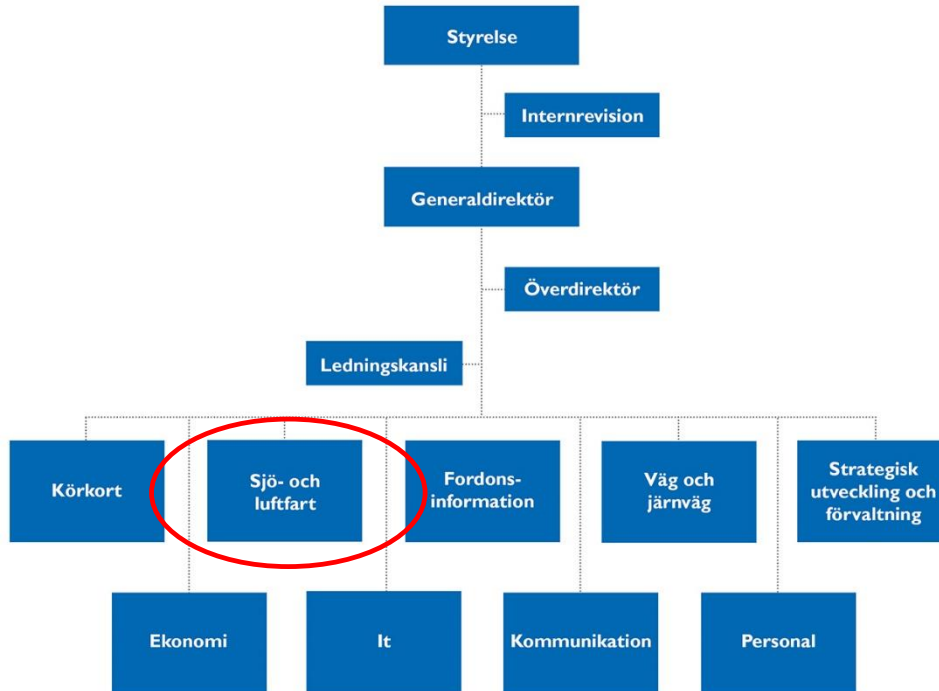 Styrelse
Internrevision
Generaldirektör
Överdirektör
Ledningskansli
Körkort
Sjö- och
luftfart
Fordons-
information
Väg och
järnväg
Strategisk
utveckling och
förvaltning
Ekonomi
It
Kommunikation
Personal